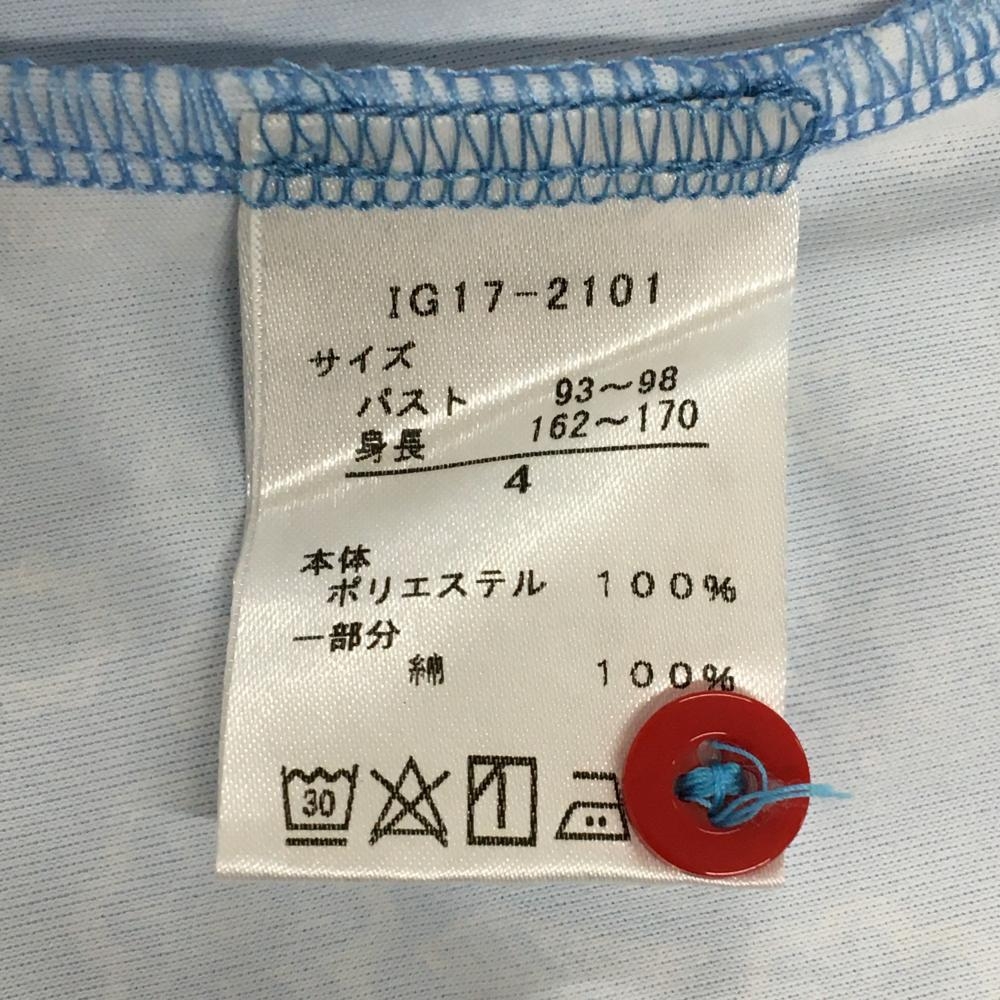 IG17-2101
サイズ
バスト 93～98
身長 162～170
4
本体
ポリエステル 100%
一部分
綿 100%
30